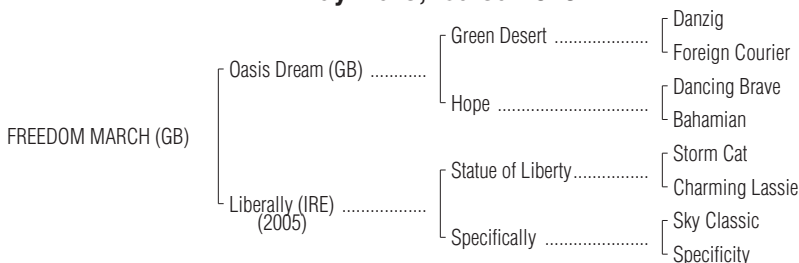 Danzig
Green Desert ....................
Foreign Courier
Oasis Dream (GB) ............
Dancing Brave
Hope ................................
Bahamian
FREEDOM MARCH (GB)
Storm Cat
Statue of Liberty................
Charming Lassie
Liberally (IRE) ..................
(2005)
Sky Classic
Specifically ......................
Specificity